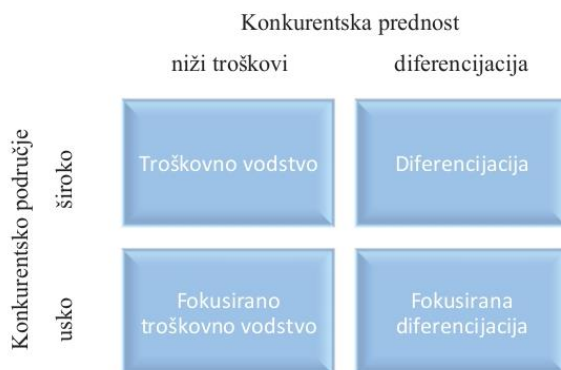 Konkurentska prednost
niži troškovi
diferencijacija
Konkurentsko područje
široko
Troškovno vodstvo
Diferencijacija
usko
Fokusirano
troškovno vodstvo
Fokusirana
diferencijacija